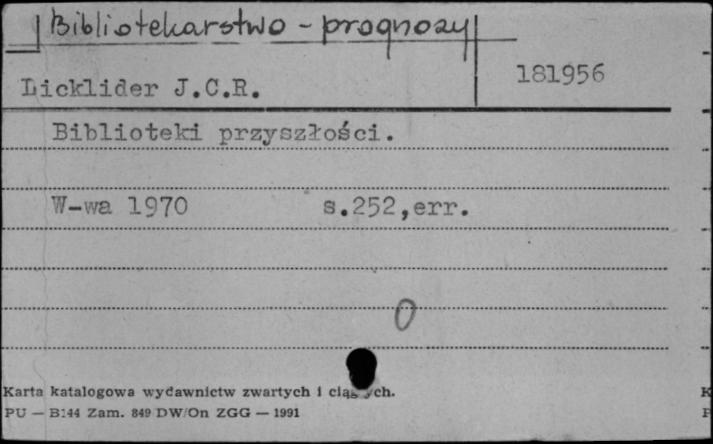 Bibliotekarstwo - prognozy
181956
Licklider J.C.R.
Biblioteki przyszłości.
W-wa 1970 s.252,err.
0
Karta katalogowa wydawnictw zwartych i ciągłych.
PU — B144 Zam. 849 DW/On ZGG — 1991